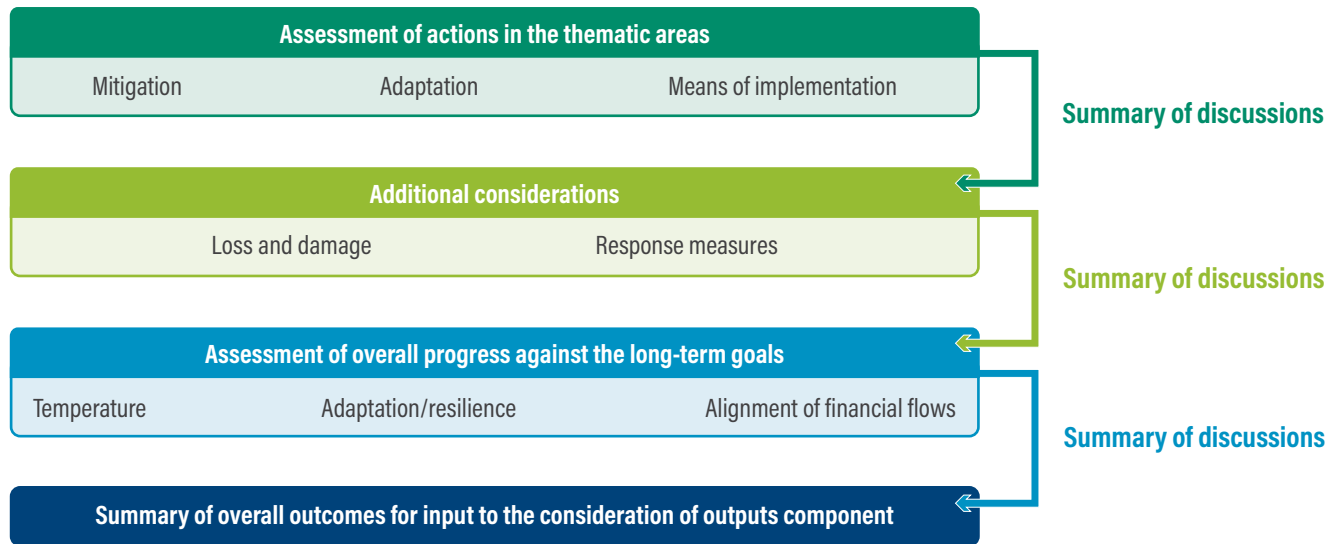 Assessment of actions in the thematic areas
Mitigation Adaptation Means of implementation
Summary of discussions
Additional considerations
Loss and damage Response measures
Summary of discussions
Assessment of overall progress against the long-term goals
Temperature Adaptation/resilience Alignment of financial flows
Summary of discussions
Summary of overall outcomes for input to the consideration of outputs component